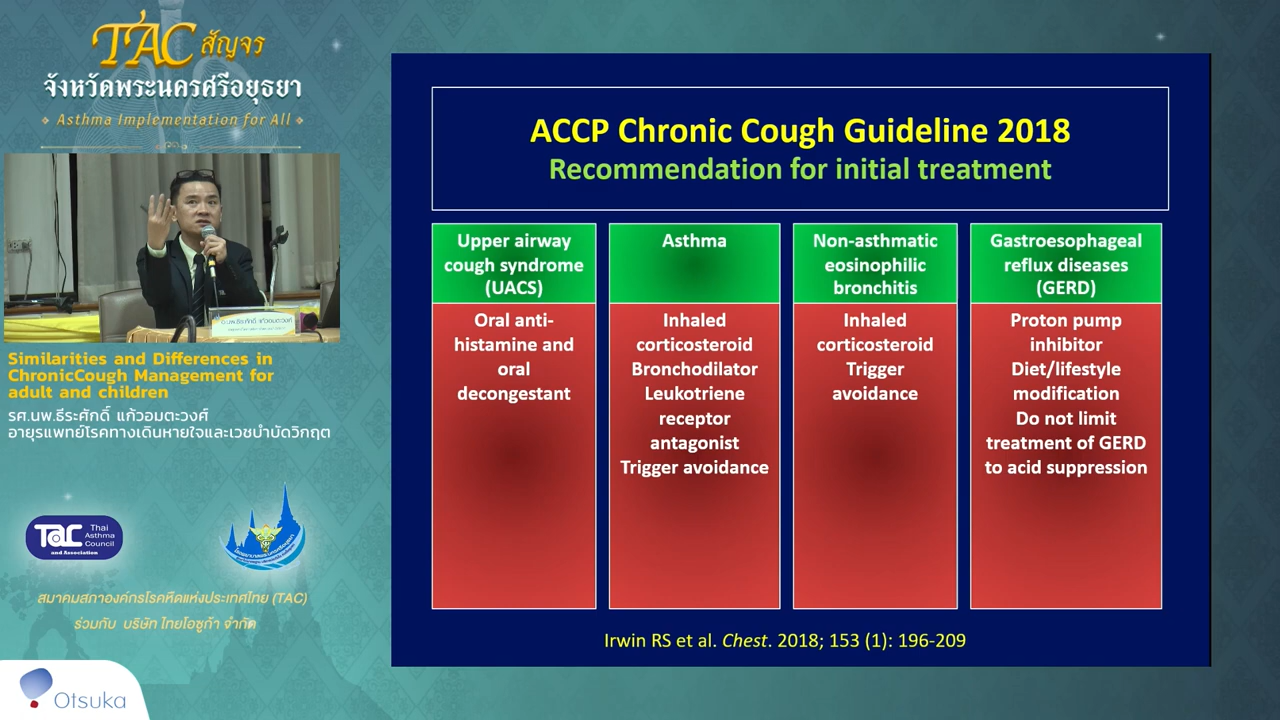 TAC สัญจร
จังหวัดพระนครศรีอยุธยา
Asthma Implementation for All
Similarities and Differences in
ChronicCough Management for
adult and children
รศ.นพ.ธีระศักดิ์ แก้วอมตะวงศ์
อายุรแพทย์โรคทางเดินหายใจและเวชบำบัดวิกฤต
TAC
Thai
Asthma
Council
and Association
สมาคมสภาองค์กรโรคหืดแห่งประเทศไทย (TAC)
ร่วมกับ บริษัท ไทยโอซูก้า จำกัด
Otsuka
ACCP Chronic Cough Guideline 2018
Recommendation for initial treatment
Upper airway
cough syndrome
(UACS)
Oral anti-
histamine and
oral
decongestant
Asthma
Inhaled
corticosteroid
Bronchodilator
Leukotriene
receptor
antagonist
Trigger avoidance
Non-asthmatic
eosinophilic
bronchitis
Inhaled
corticosteroid
Trigger
avoidance
Gastroesophageal
reflux diseases
(GERD)
Proton pump
inhibitor
Diet/lifestyle
modification
Do not limit
treatment of GERD
to acid suppression
Irwin RS et al. Chest. 2018; 153 (1): 196-209